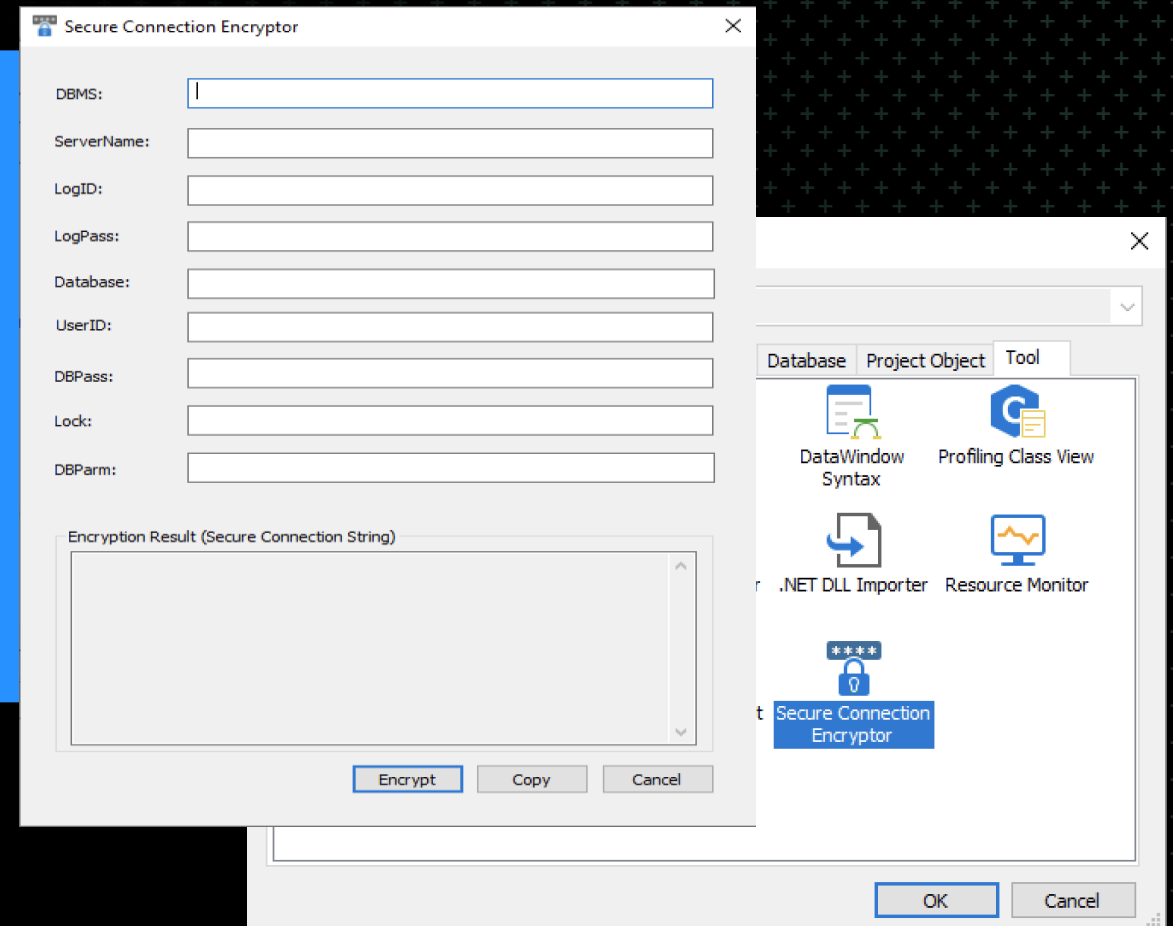 Secure Connection Encryptor
DBMS:
ServerName:
LogID:
LogPass:
Database:
UserID:
DBPass:
Lock:
DBParm:
Encryption Result (Secure Connection String)
Encrypt
Copy
Cancel
Database
Project Object
Tool
DataWindow
Syntax
Profiling Class View
.NET DLL Importer
Resource Monitor
****
Secure Connection
Encryptor
OK
Cancel